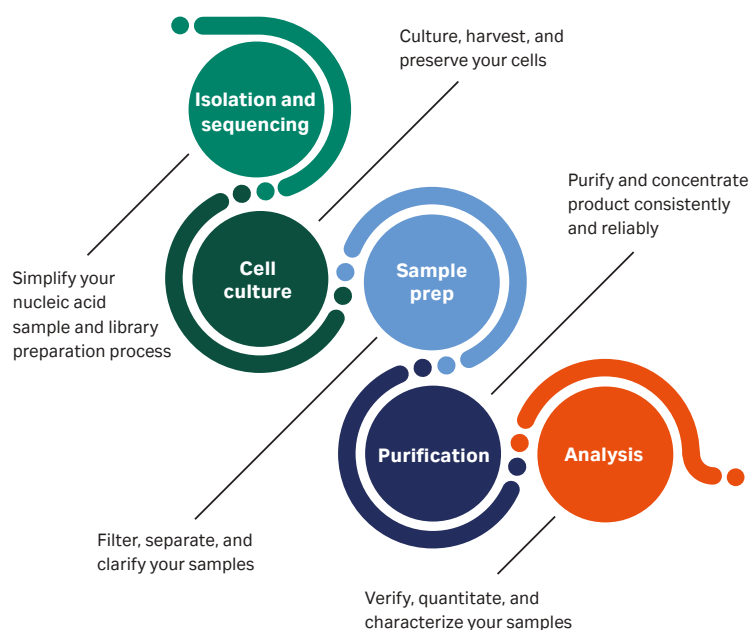 Culture, harvest, and
preserve your cells
Isolation and
sequencing
Purify and concentrate
product consistently
and reliably
Cell
culture
Sample
prep
Simplify your
nucleic acid
sample and library
preparation process
Purification
Analysis
Filter, separate, and
clarify your samples
Verify, quantitate, and
characterize your samples